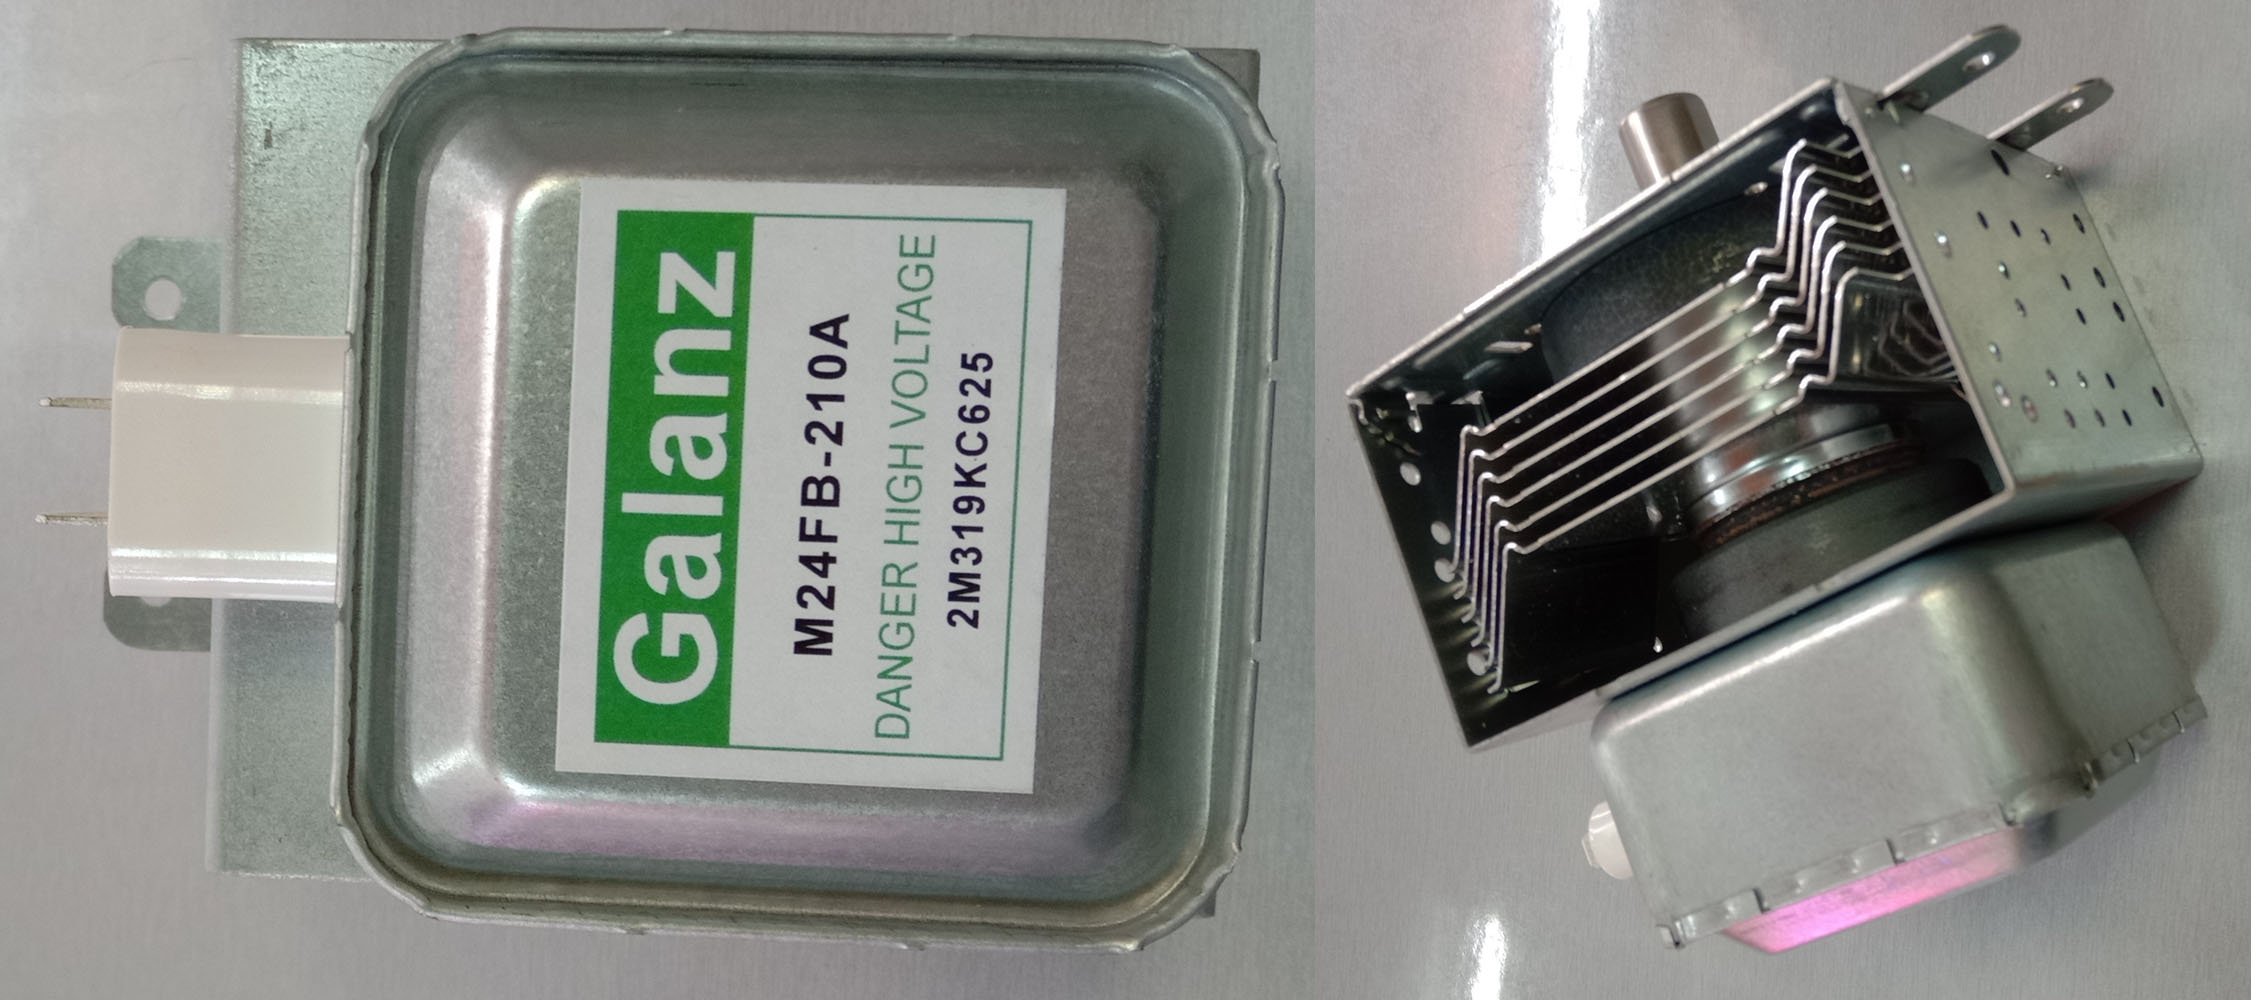 Galanz
M24FB-210A
DANGER HIGH VOLTAGE
2M319KC625